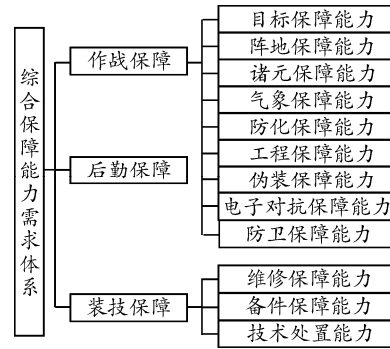 综合保障能力需求体系
作战保障
目标保障能力
阵地保障能力
诸元保障能力
气象保障能力
防化保障能力
工程保障能力
伪装保障能力
电子对抗保障能力
防卫保障能力
后勤保障
装技保障
维修保障能力
备件保障能力
技术处置能力